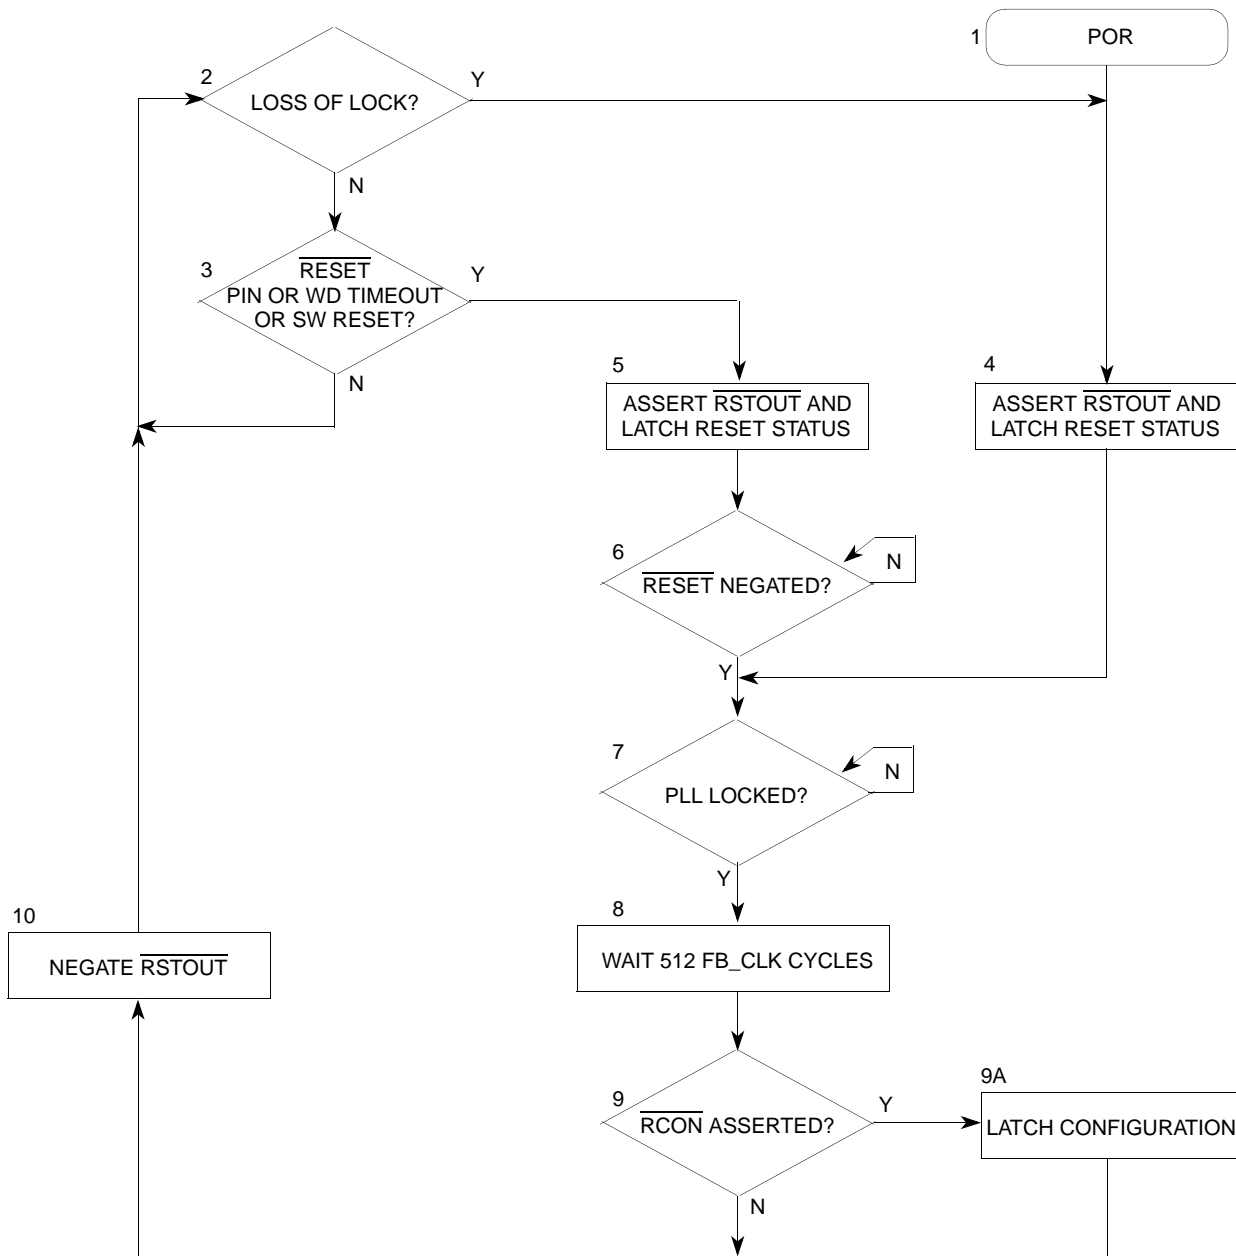 1
POR
2
LOSS OF LOCK?
Y
N
3
RESET
PIN OR WD TIMEOUT
OR SW RESET?
Y
N
5
ASSERT RSTOUT AND
LATCH RESET STATUS
4
ASSERT RSTOUT AND
LATCH RESET STATUS
6
RESET NEGATED?
N
Y
7
PLL LOCKED?
N
Y
8
WAIT 512 FB_CLK CYCLES
10
NEGATE RSTOUT
9
RCON ASSERTED?
Y
N
9A
LATCH CONFIGURATION